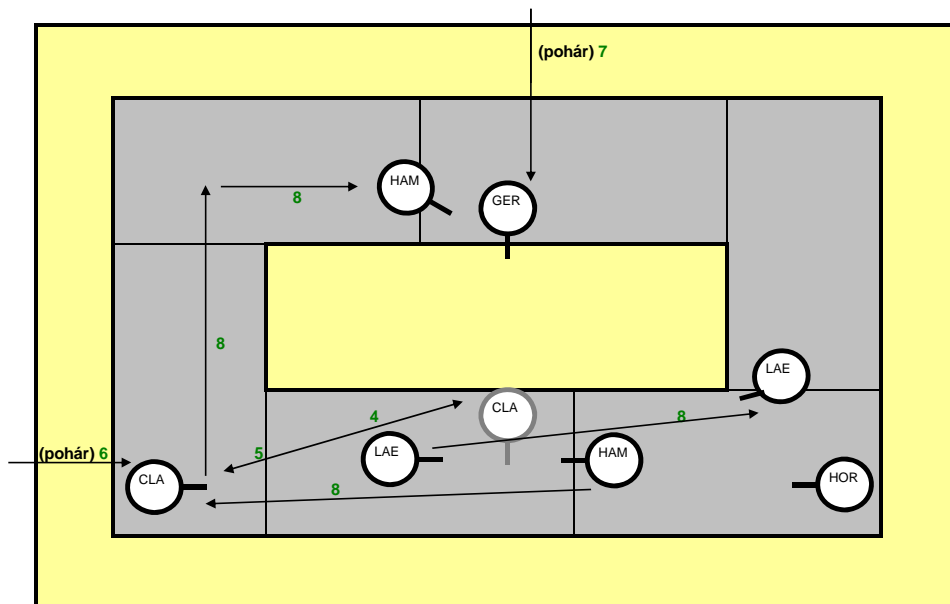 (pohár) 7
HAM
GER
8
8
LAE
CLA
4
8
(pohár) 6
5
LAE
HAM
CLA
8
HOR